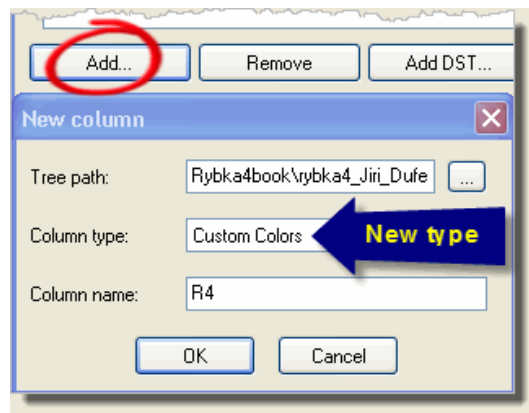 Add... Remove Add DST...
New column
Tree path: Rybka4book\rybka4_Jiri_Dufe ...
Column type: Custom Colors New type
Column name: R4
OK Cancel